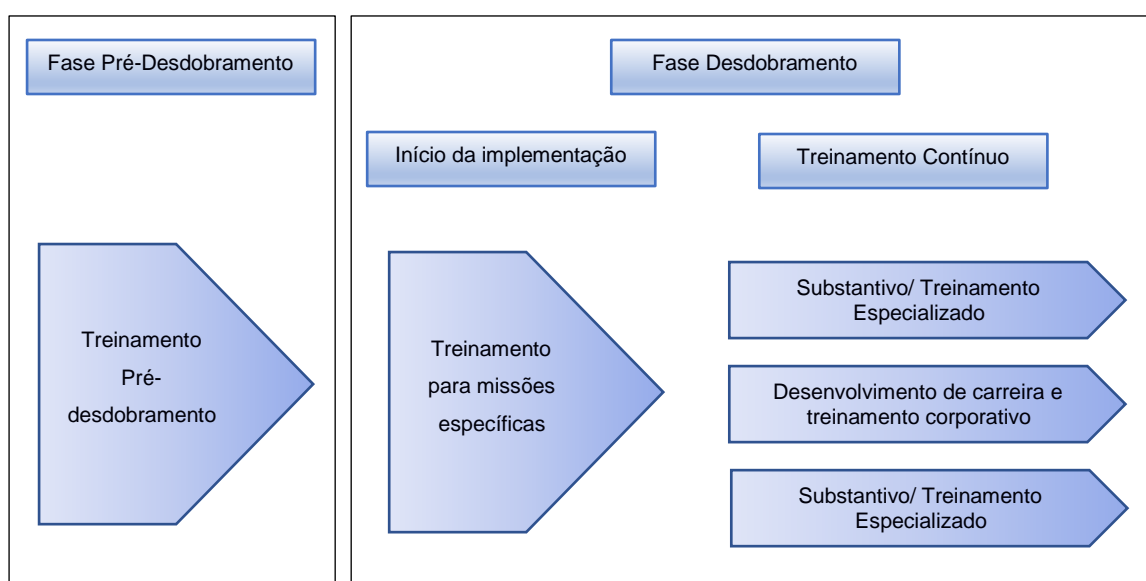 Fase Pré-Desdobramento
Fase Desdobramento
Início da implementação
Treinamento Contínuo
Treinamento
Pré-
desdobramento
Treinamento
para missões
específicas
Substantivo/ Treinamento
Especializado
Desenvolvimento de carreira e
treinamento corporativo
Substantivo/ Treinamento
Especializado